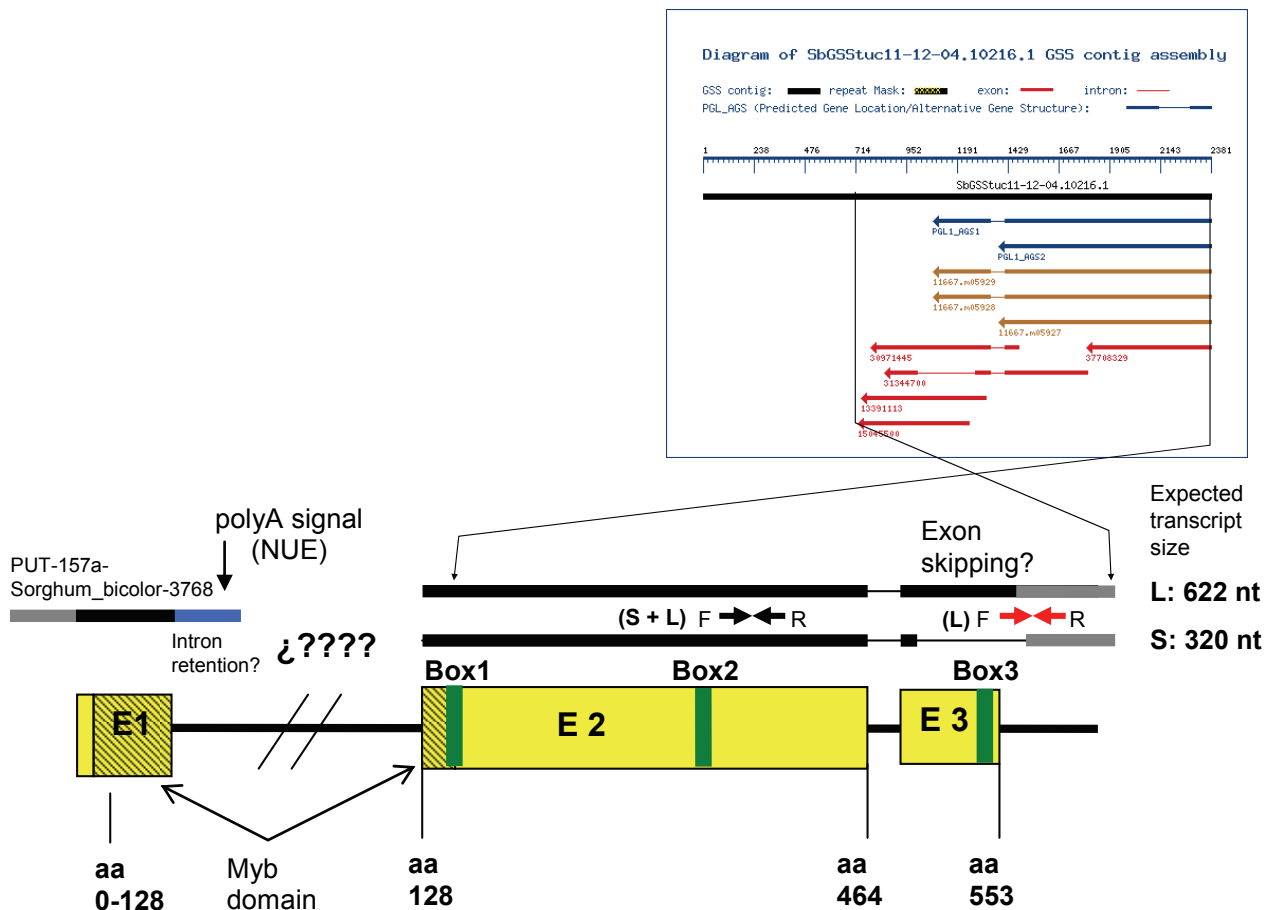 Diagram of SbGSStuc11-12-04.10216.1 GSS contig assembly
GSS contig: repeat Mask: exon: intron:
PGL_AGS (Predicted Gene Location/Alternative Gene Structure):
1 238 476 714 952 1191 1429 1667 1905 2143 2381
SbGSStuc11-12-04.10216.1
PGL1_AGS1
PGL1_AGS2
11667.m05929
11667.m05928
11667.m05927
30971445 37708329
31344700
13391113
15045500
polyA signal
(NUE)
PUT-157a-
Sorghum_bicolor-3768
Intron
retention?
¿????
Exon
skipping?
Expected
transcript
size
L: 622 nt
(S + L) F R (L) F R
S: 320 nt
Box1 Box2 Box3
E1 E 2 E 3
aa
0-128
Myb
domain
aa
128
aa
464
aa
553